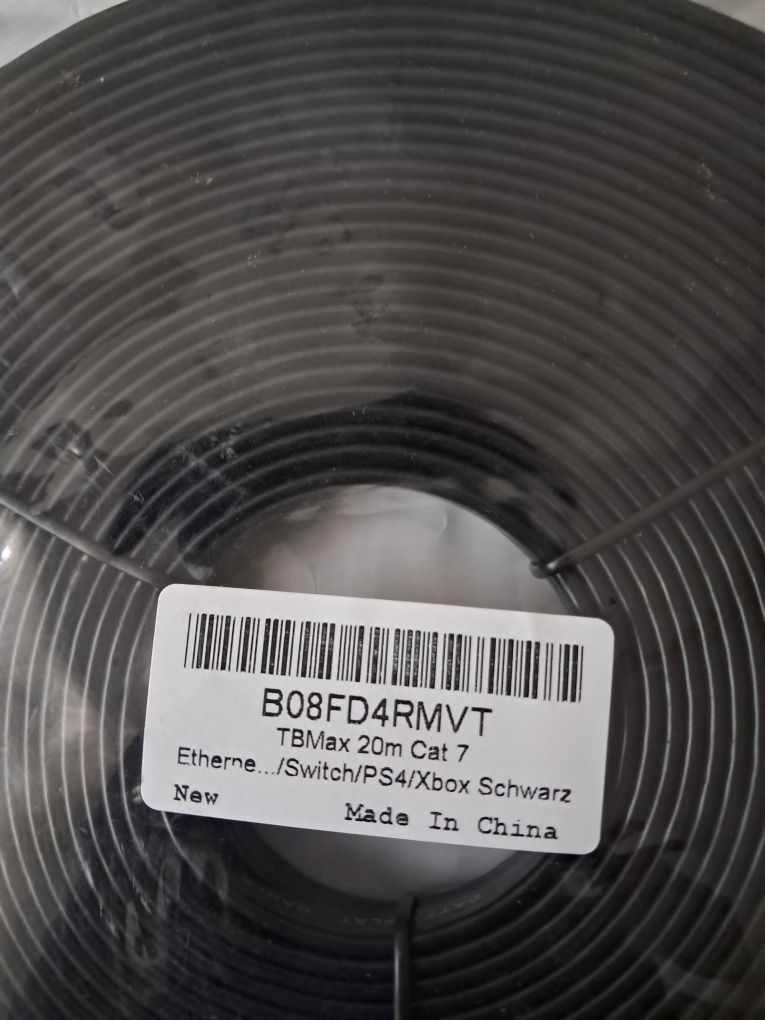 B08FD4RMVT
TBMax 20m Cat 7
Etherne.../Switch/PS4/Xbox Schwarz
New
Made In China